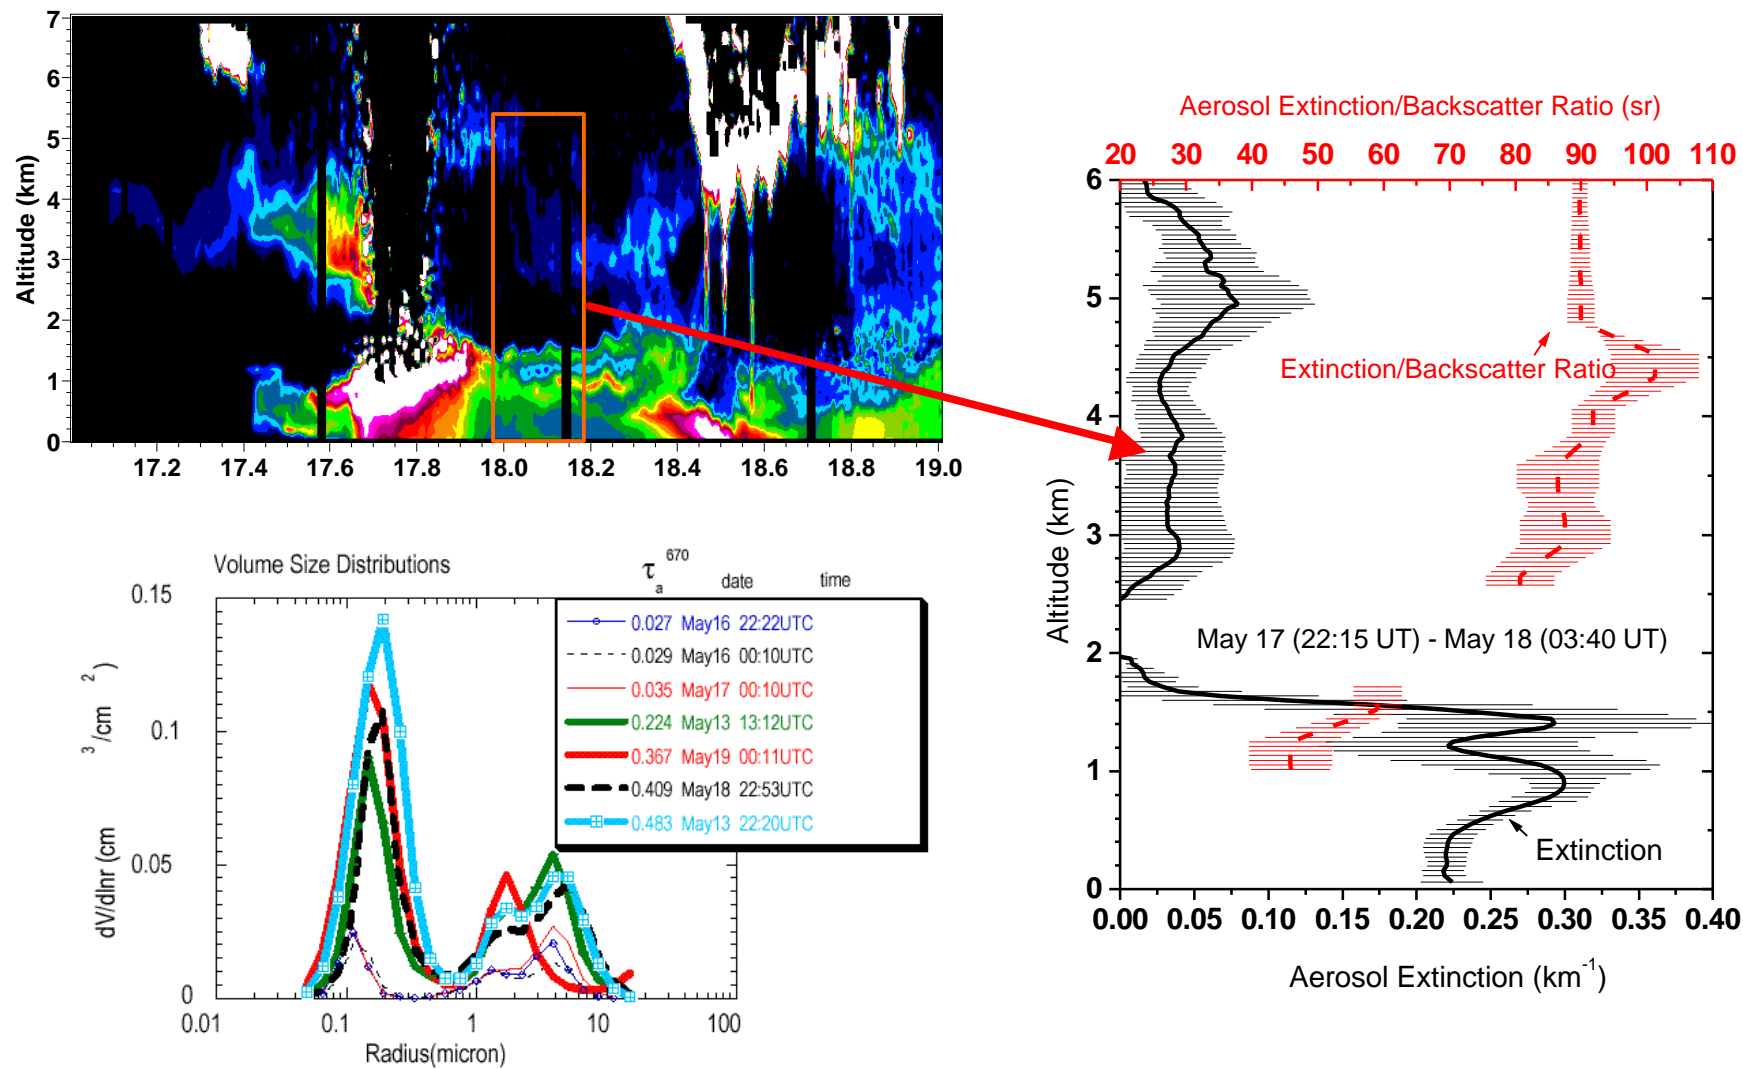 7
6
5
4
3
2
1
0
Altitude (km)
17.2 17.4 17.6 17.8 18.0 18.2 18.4 18.6 18.8 19.0
Volume Size Distributions
τa670 date time
0.15
0.1
0.05
0
dV/dlnr (cm3/cm2)
0.027 May16 22:22UTC
0.029 May16 00:10UTC
0.035 May17 00:10UTC
0.224 May13 13:12UTC
0.367 May19 00:11UTC
0.409 May18 22:53UTC
0.483 May13 22:20UTC
0.01 0.1 1 10 100
Radius(micron)
Aerosol Extinction/Backscatter Ratio (sr)
20 30 40 50 60 70 80 90 100 110
6
5
4
3
2
1
0
Altitude (km)
Extinction/Backscatter Ratio
May 17 (22:15 UT) - May 18 (03:40 UT)
Extinction
0.00 0.05 0.10 0.15 0.20 0.25 0.30 0.35 0.40
Aerosol Extinction (km-1)